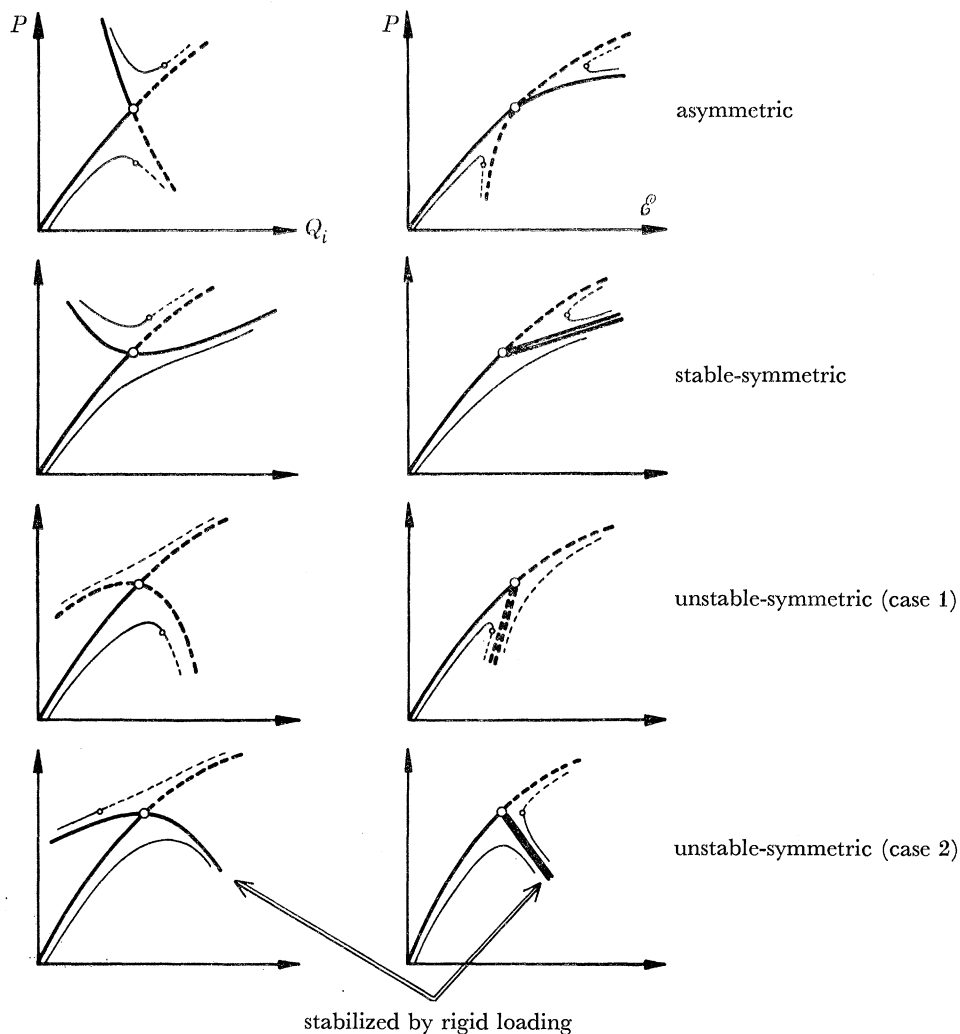 P
P
asymmetric
Q_i
ℰ
stable-symmetric
unstable-symmetric (case 1)
unstable-symmetric (case 2)
stabilized by rigid loading